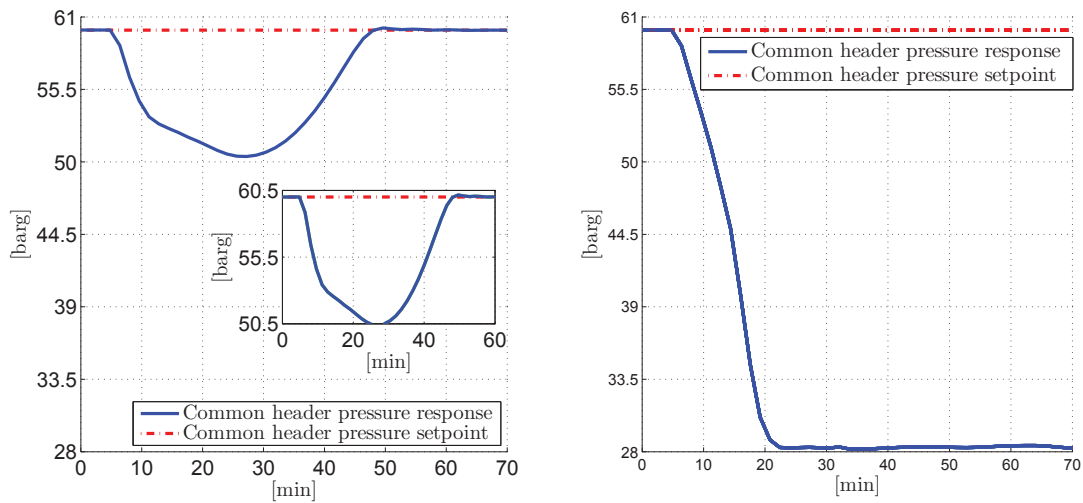 61
55.5
50
44.5
39
33.5
28
[barg]
0 10 20 30 40 50 60 70
[min]
60.5
55.5
50.5
[barg]
0 20 40 60
[min]
Common header pressure response
Common header pressure setpoint
61
55.5
50
44.5
39
33.5
28
[barg]
0 10 20 30 40 50 60 70
[min]
Common header pressure response
Common header pressure setpoint